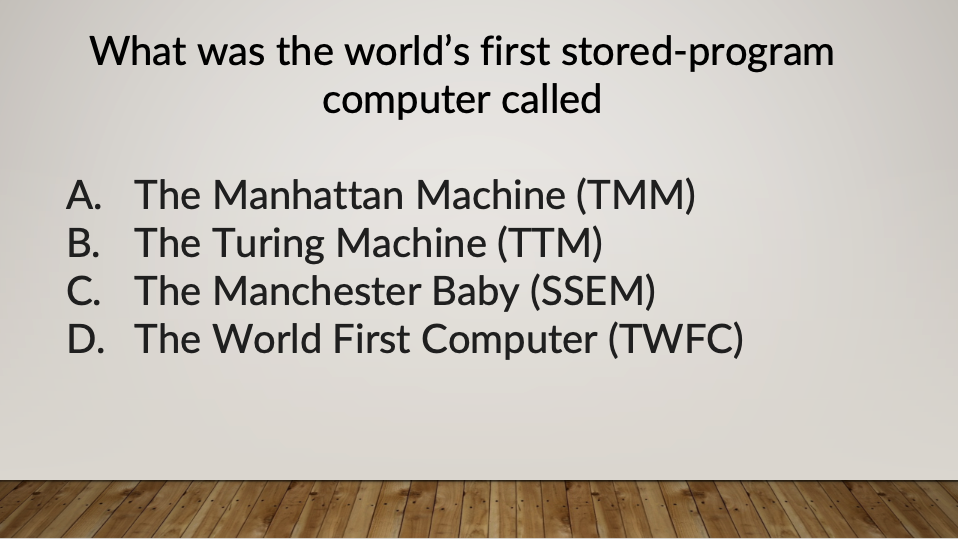 What was the world’s first stored-program
computer called
A. The Manhattan Machine (TMM)
B. The Turing Machine (TTM)
C. The Manchester Baby (SSEM)
D. The World First Computer (TWFC)